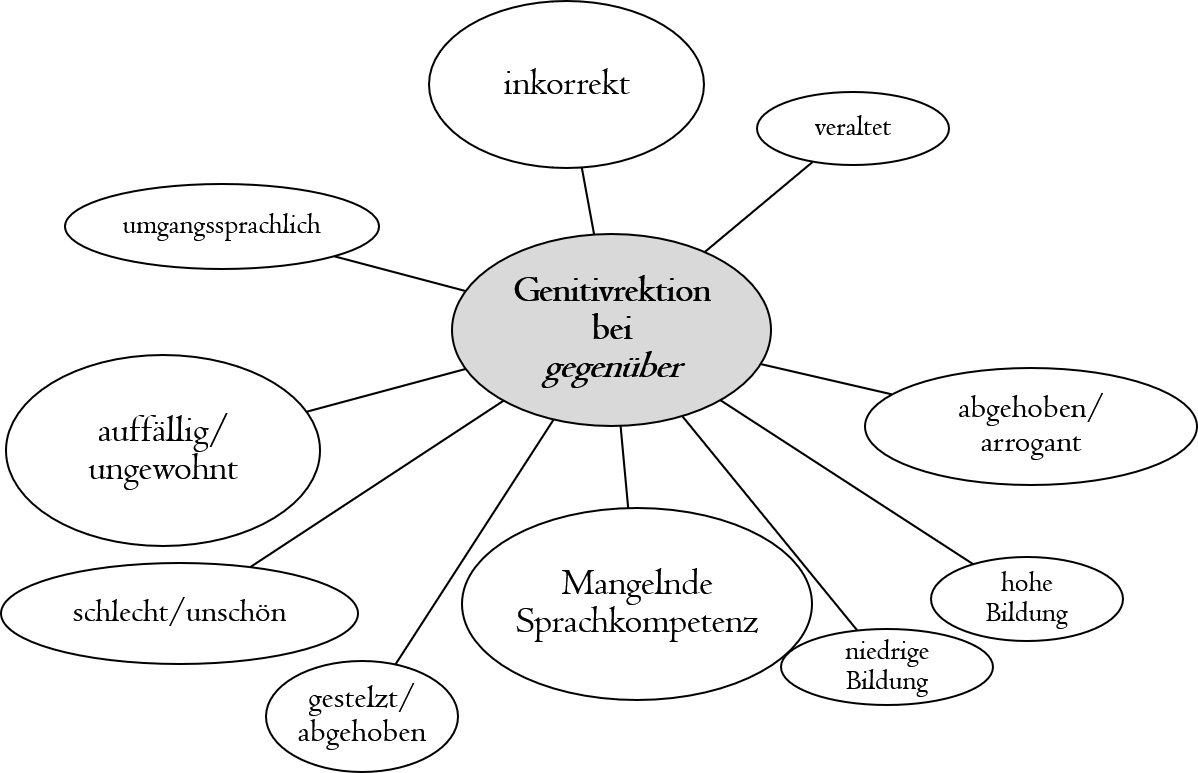 inkorrekt
veraltet
umgangssprachlich
Genitivrektion
bei
gegenüber
auffällig/
ungewohnt
abgehoben/
arrogant
schlecht/unschön
Mangelnde
Sprachkompetenz
hohe
Bildung
niedrige
Bildung
gestelzt/
abgehoben